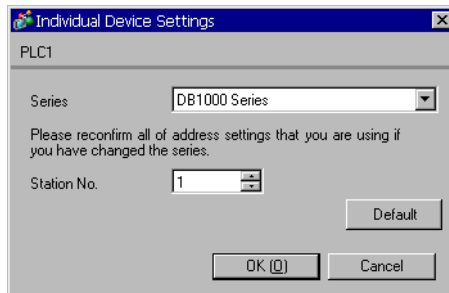 Individual Device Settings
PLC1
Series DB1000 Series
Please reconfirm all of address settings that you are using if
you have changed the series.
Station No. 1
Default
OK (O) Cancel